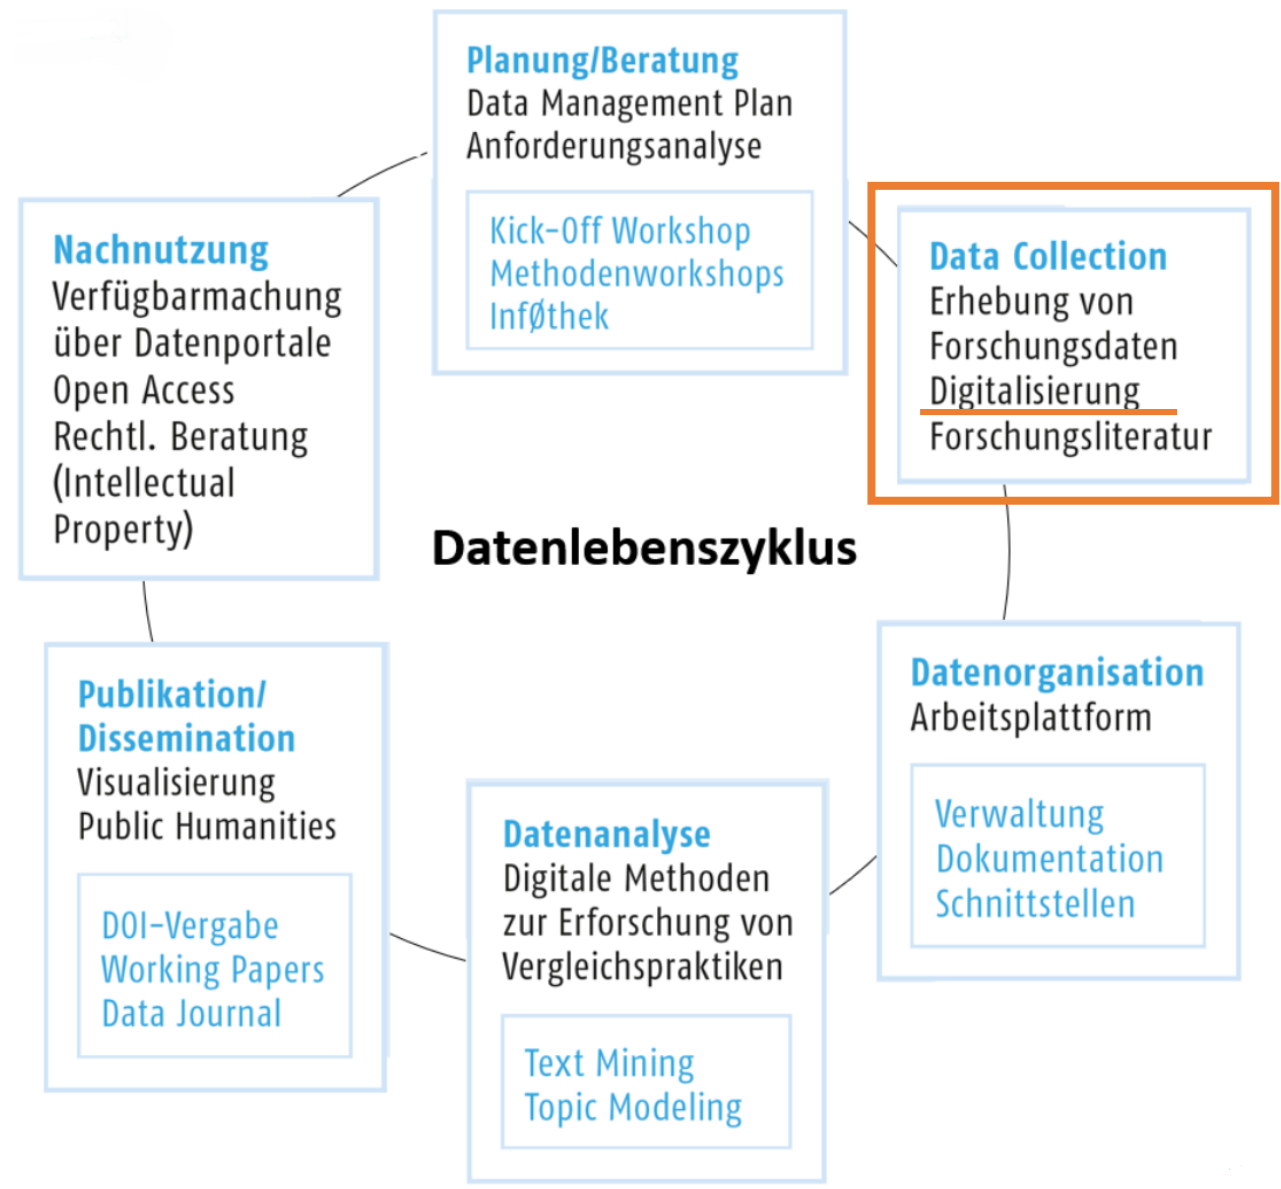 Planung/Beratung
Data Management Plan
Anforderungsanalyse
Kick-Off Workshop
Methodenworkshops
InfØthek
Data Collection
Erhebung von
Forschungsdaten
Digitalisierung
Forschungsliteratur
Datenorganisation
Arbeitsplattform
Verwaltung
Dokumentation
Schnittstellen
Datenanalyse
Digitale Methoden
zur Erforschung von
Vergleichspraktiken
Text Mining
Topic Modeling
Publikation/
Dissemination
Visualisierung
Public Humanities
DOI-Vergabe
Working Papers
Data Journal
Nachnutzung
Verfügbarmachung
über Datenportale
Open Access
Rechtl. Beratung
(Intellectual
Property)
Datenlebenszyklus